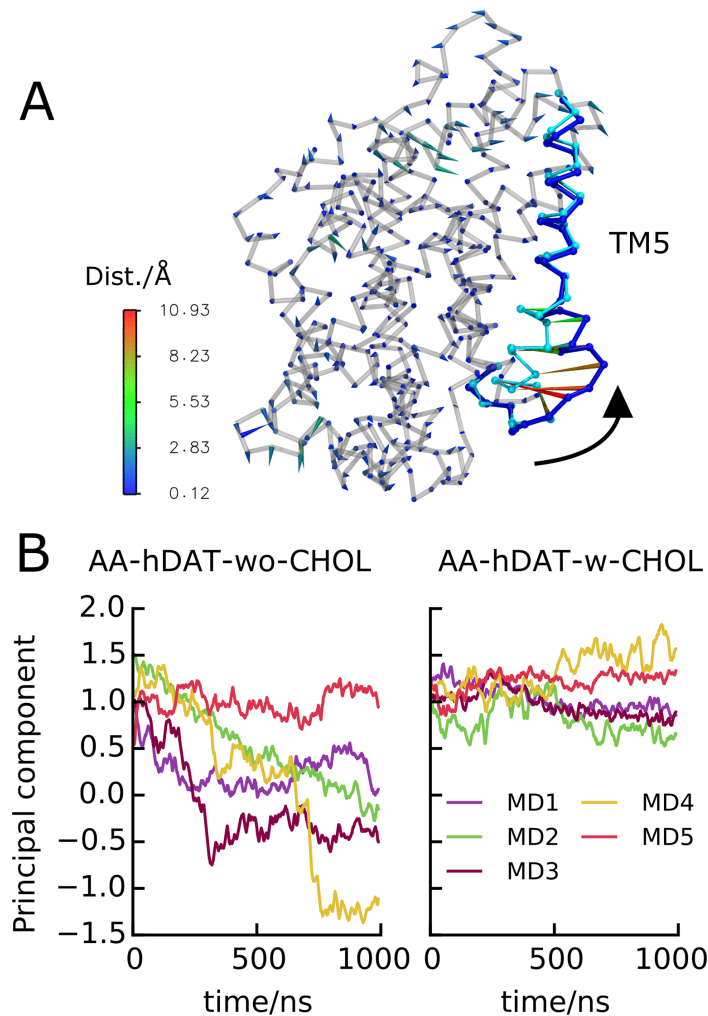 A
TM5
Dist./Å
10.93
8.23
5.53
2.83
0.12
B
AA-hDAT-wo-CHOL
AA-hDAT-w-CHOL
Principal component
2.0
1.5
1.0
0.5
0.0
−0.5
−1.0
−1.5
MD1
MD4
MD2
MD5
MD3
0
500
1000
0
500
1000
time/ns
time/ns